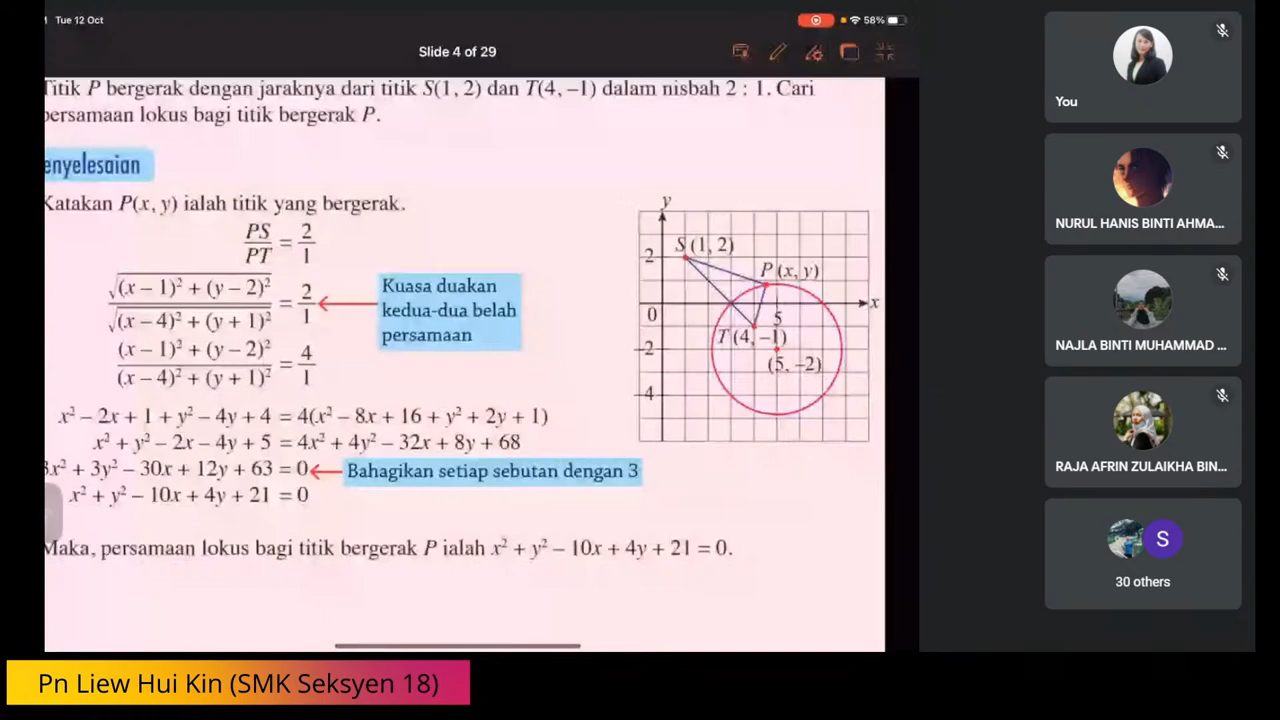 Tue 12 Oct
58%
Slide 4 of 29
Titik P bergerak dengan jaraknya dari titik S(1, 2) dan T(4, –1) dalam nisbah 2 : 1. Cari
persamaan lokus bagi titik bergerak P.
enyelesaian
Katakan P(x, y) ialah titik yang bergerak.
PS/PT = 2/1
√(x – 1)² + (y – 2)² / √(x – 4)² + (y + 1)² = 2/1
Kuasa duakan
kedua-dua belah
persamaan
(x – 1)² + (y – 2)² / (x – 4)² + (y + 1)² = 4/1
x² – 2x + 1 + y² – 4y + 4 = 4(x² – 8x + 16 + y² + 2y + 1)
x² + y² – 2x – 4y + 5 = 4x² + 4y² – 32x + 8y + 68
3x² + 3y² – 30x + 12y + 63 = 0
Bahagikan setiap sebutan dengan 3
x² + y² – 10x + 4y + 21 = 0
Maka, persamaan lokus bagi titik bergerak P ialah x² + y² – 10x + 4y + 21 = 0.
y
S(1, 2)
2
P(x, y)
x
0
5
T(4, –1)
–2
(5, –2)
–4
You
NURUL HANIS BINTI AHMA...
NAJLA BINTI MUHAMMAD ...
RAJA AFRIN ZULAIKHA BIN...
S
30 others
Pn Liew Hui Kin (SMK Seksyen 18)